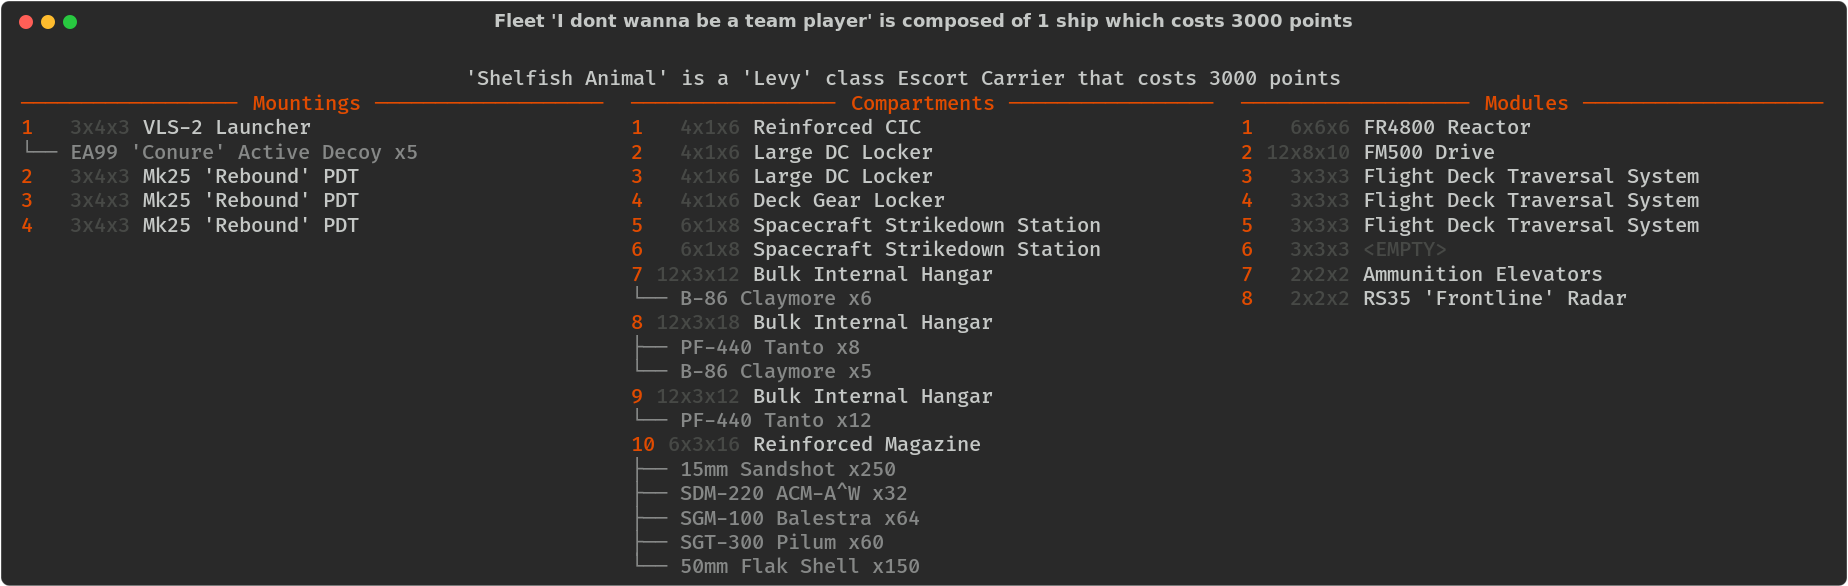 Fleet 'I dont wanna be a team player' is composed of 1 ship which costs 3000 points
'Shelfish Animal' is a 'Levy' class Escort Carrier that costs 3000 points
Mountings
1 3x4x3 VLS-2 Launcher
EA99 'Conure' Active Decoy x5
2 3x4x3 Mk25 'Rebound' PDT
3 3x4x3 Mk25 'Rebound' PDT
4 3x4x3 Mk25 'Rebound' PDT
Compartments
1 4x1x6 Reinforced CIC
2 4x1x6 Large DC Locker
3 4x1x6 Large DC Locker
4 4x1x6 Deck Gear Locker
5 6x1x8 Spacecraft Strikedown Station
6 6x1x8 Spacecraft Strikedown Station
7 12x3x12 Bulk Internal Hangar
B-86 Claymore x6
8 12x3x18 Bulk Internal Hangar
PF-440 Tanto x8
B-86 Claymore x5
9 12x3x12 Bulk Internal Hangar
PF-440 Tanto x12
10 6x3x16 Reinforced Magazine
15mm Sandshot x250
SDM-220 ACM-A^W x32
SGM-100 Balestra x64
SGT-300 Pilum x60
50mm Flak Shell x150
Modules
1 6x6x6 FR4800 Reactor
2 12x8x10 FM500 Drive
3 3x3x3 Flight Deck Traversal System
4 3x3x3 Flight Deck Traversal System
5 3x3x3 Flight Deck Traversal System
6 3x3x3 <EMPTY>
7 2x2x2 Ammunition Elevators
8 2x2x2 RS35 'Frontline' Radar